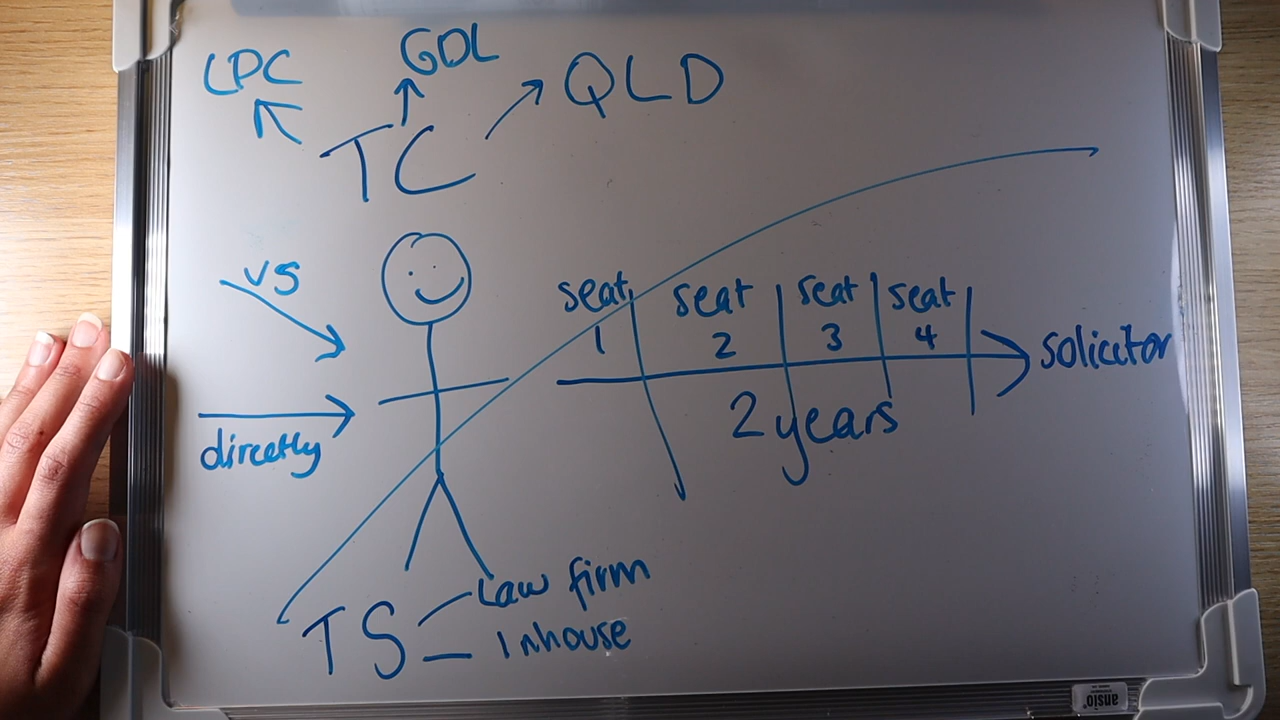 LPC
GDL
QLD
TC
vs
directly
seat 1
seat 2
seat 3
seat 4
solicitor
2 years
TS
Law firm
Inhouse
ansio